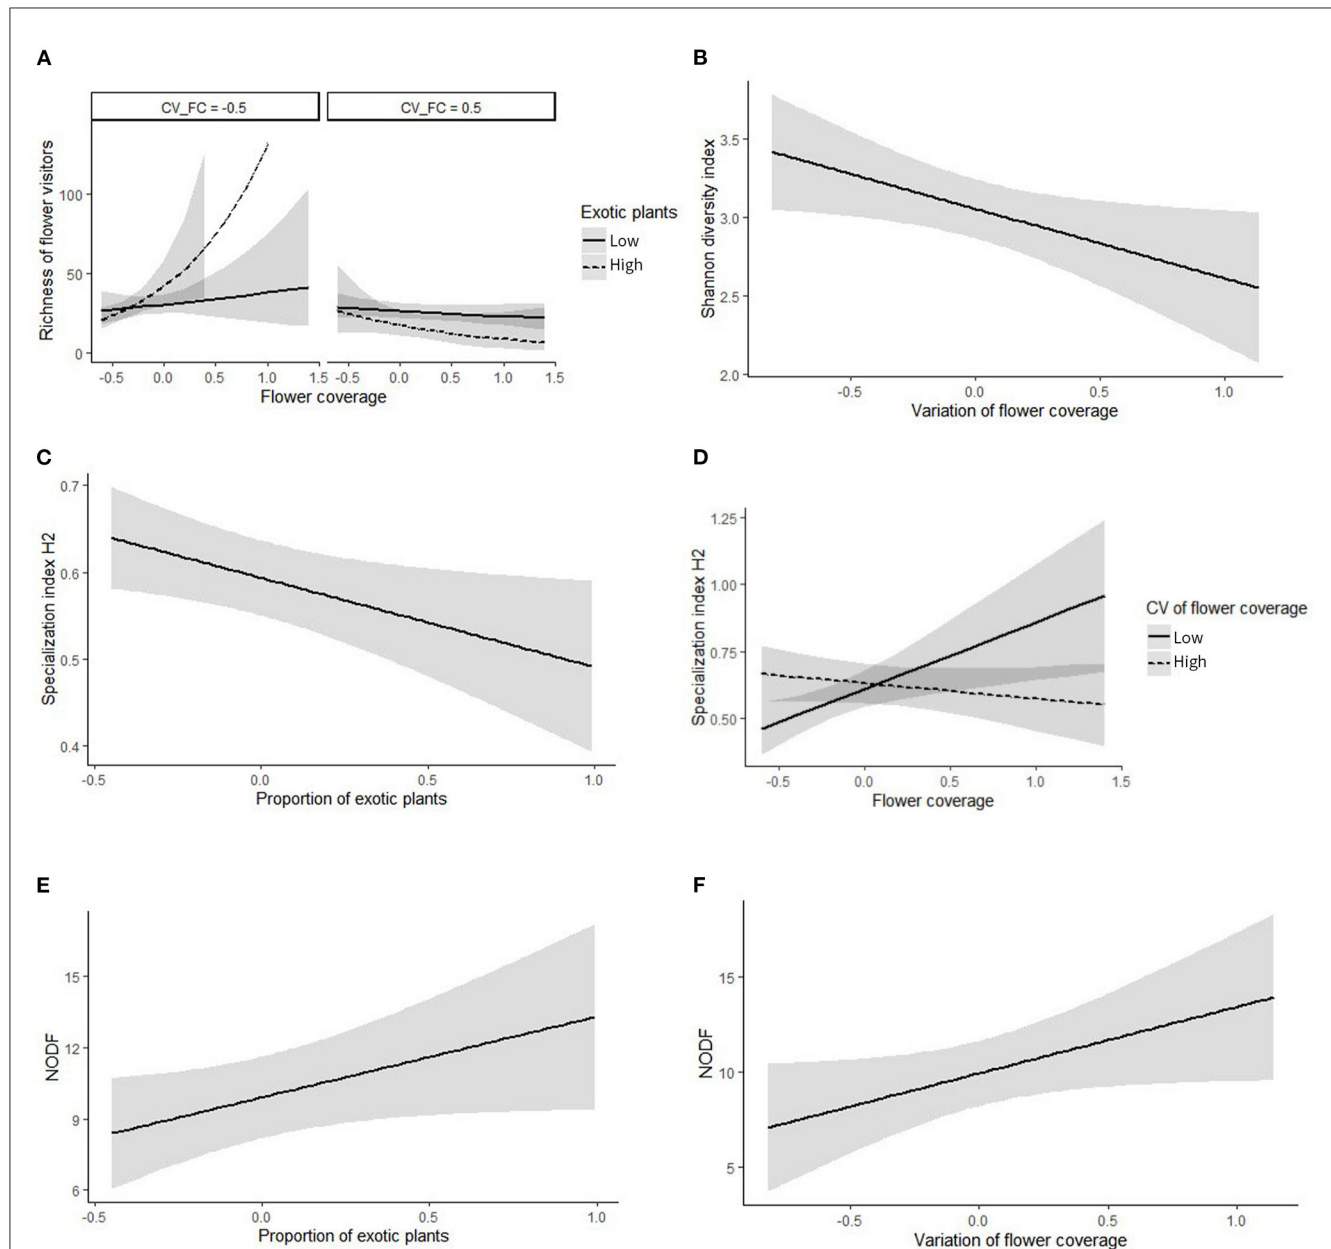 A
CV_FC = -0.5
CV_FC = 0.5
Richness of flower visitors
100
50
0
-0.5 0.0 0.5 1.0 1.5
-0.5 0.0 0.5 1.0 1.5
Flower coverage
Exotic plants
Low
High
B
Shannon diversity index
3.5
3.0
2.5
2.0
-0.5 0.0 0.5 1.0
Variation of flower coverage
C
Specialization index H2
0.7
0.6
0.5
0.4
-0.5 0.0 0.5 1.0
Proportion of exotic plants
D
Specialization index H2
1.25
1.00
0.75
0.50
-0.5 0.0 0.5 1.0 1.5
Flower coverage
CV of flower coverage
Low
High
E
NODF
15
12
9
6
-0.5 0.0 0.5 1.0
Proportion of exotic plants
F
NODF
15
10
5
-0.5 0.0 0.5 1.0
Variation of flower coverage